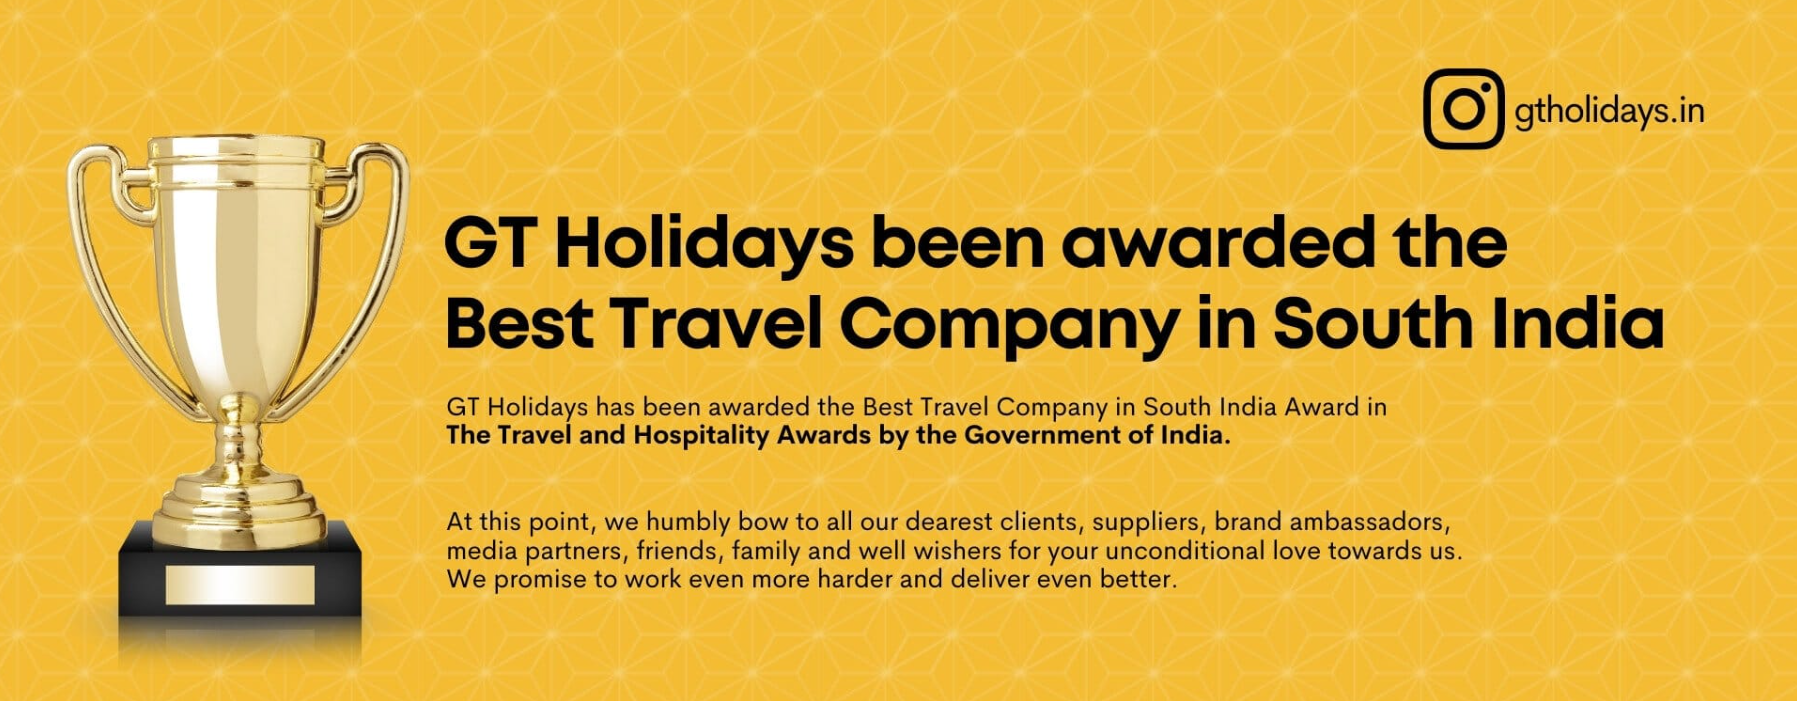 gtholidays.in
GT Holidays been awarded the
Best Travel Company in South India
GT Holidays has been awarded the Best Travel Company in South India Award in
The Travel and Hospitality Awards by the Government of India.
At this point, we humbly bow to all our dearest clients, suppliers, brand ambassadors,
media partners, friends, family and well wishers for your unconditional love towards us.
We promise to work even more harder and deliver even better.